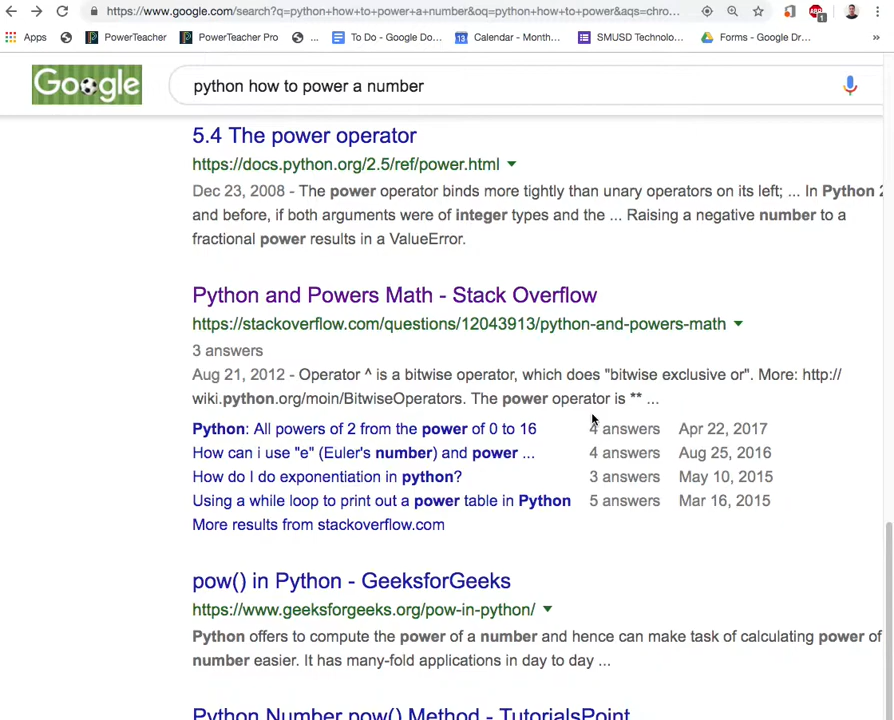 https://www.google.com/search?q=python+how+to+power+a+number&oq=python+how+to+power&aqs=chro...
Apps PowerTeacher PowerTeacher Pro ... To Do - Google Do... Calendar - Month... SMUSD Technolo... Forms - Google Dr... »
Google python how to power a number
5.4 The power operator
https://docs.python.org/2.5/ref/power.html
Dec 23, 2008 - The power operator binds more tightly than unary operators on its left; ... In Python 2
and before, if both arguments were of integer types and the ... Raising a negative number to a
fractional power results in a ValueError.
Python and Powers Math - Stack Overflow
https://stackoverflow.com/questions/12043913/python-and-powers-math
3 answers
Aug 21, 2012 - Operator ^ is a bitwise operator, which does "bitwise exclusive or". More: http://
wiki.python.org/moin/BitwiseOperators. The power operator is ** ...
Python: All powers of 2 from the power of 0 to 16 4 answers Apr 22, 2017
How can i use "e" (Euler's number) and power ... 4 answers Aug 25, 2016
How do I do exponentiation in python? 3 answers May 10, 2015
Using a while loop to print out a power table in Python 5 answers Mar 16, 2015
More results from stackoverflow.com
pow() in Python - GeeksforGeeks
https://www.geeksforgeeks.org/pow-in-python/
Python offers to compute the power of a number and hence can make task of calculating power of
number easier. It has many-fold applications in day to day ...
Python Number pow() Method - TutorialsPoint